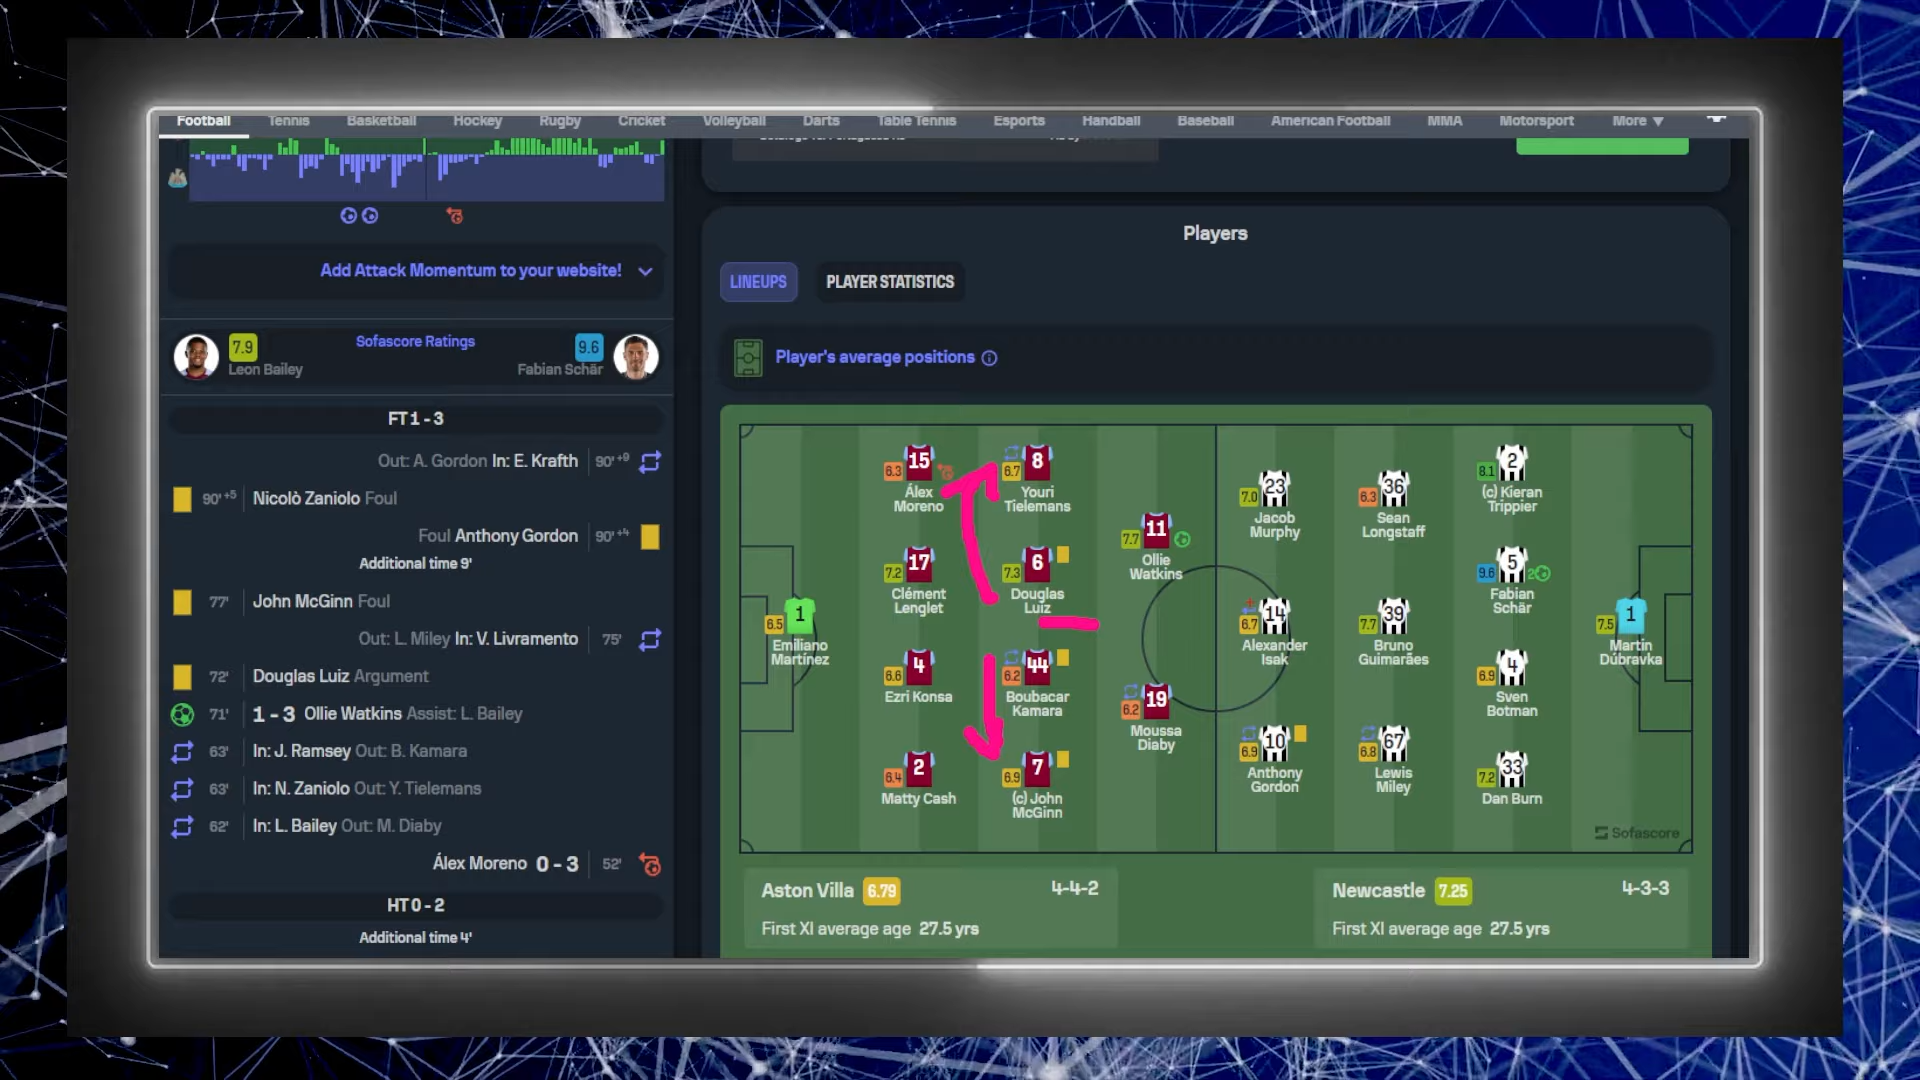 Football Tennis Basketball Hockey Rugby Cricket Volleyball Darts Table Tennis Esports Handball Baseball American Football MMA Motorsport More
Add Attack Momentum to your website!
7.9 Sofascore Ratings 9.6
Leon Bailey Fabian Schär
FT 1 - 3
Out: A. Gordon In: E. Krafth 90' +9
90' +5 Nicolò Zaniolo Foul
Foul Anthony Gordon 90' +4
Additional time 9'
77' John McGinn Foul
Out: L. Miley In: V. Livramento 75'
72' Douglas Luiz Argument
71' 1 - 3 Ollie Watkins Assist: L. Bailey
63' In: J. Ramsey Out: B. Kamara
63' In: N. Zaniolo Out: Y. Tielemans
62' In: L. Bailey Out: M. Diaby
Álex Moreno 0 - 3 52'
HT 0 - 2
Additional time 4'
Players
LINEUPS PLAYER STATISTICS
Player's average positions
1
6.5
Emiliano
Martínez
15
6.3
Álex
Moreno
17
7.2
Clément
Lenglet
4
6.6
Ezri Konsa
2
6.4
Matty Cash
8
6.7
Youri
Tielemans
6
7.3
Douglas
Luiz
44
6.2
Boubacar
Kamara
7
6.9
(c) John
McGinn
11
7.7
Ollie
Watkins
19
6.2
Moussa
Diaby
23
7.0
Jacob
Murphy
14
6.7
Alexander
Isak
10
6.9
Anthony
Gordon
36
6.3
Sean
Longstaff
39
7.7
Bruno
Guimarães
67
6.8
Lewis
Miley
2
8.1
(c) Kieran
Trippier
5
9.6 2
Fabian
Schär
4
6.9
Sven
Botman
33
7.2
Dan Burn
1
7.5
Martin
Dúbravka
Sofascore
Aston Villa 6.79 4-4-2
First XI average age 27.5 yrs
Newcastle 7.25 4-3-3
First XI average age 27.5 yrs